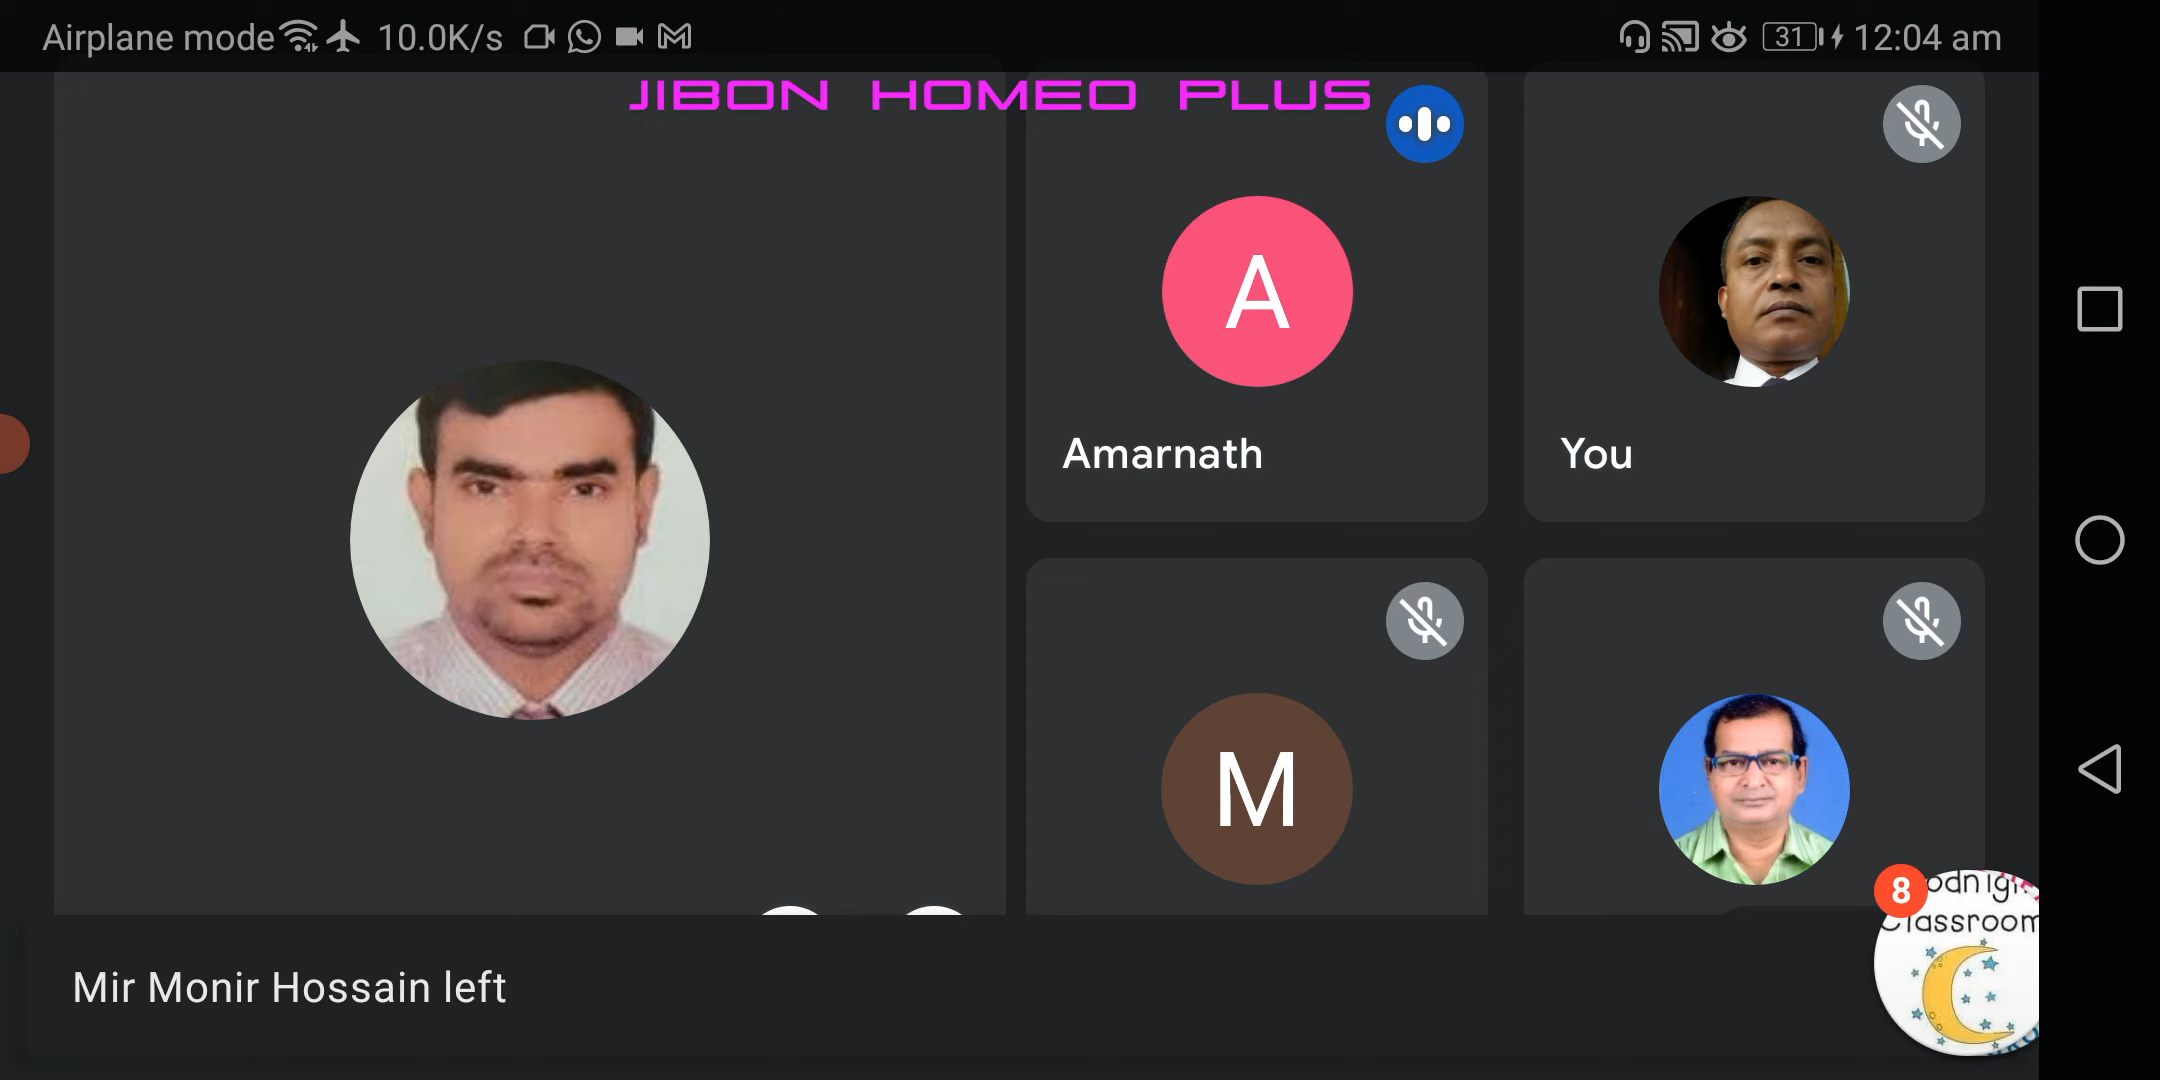 Airplane mode 10.0K/s 31 12:04 am
JIBON HOMEO PLUS
A
Amarnath
You
M
8
Classroom
Mir Monir Hossain left